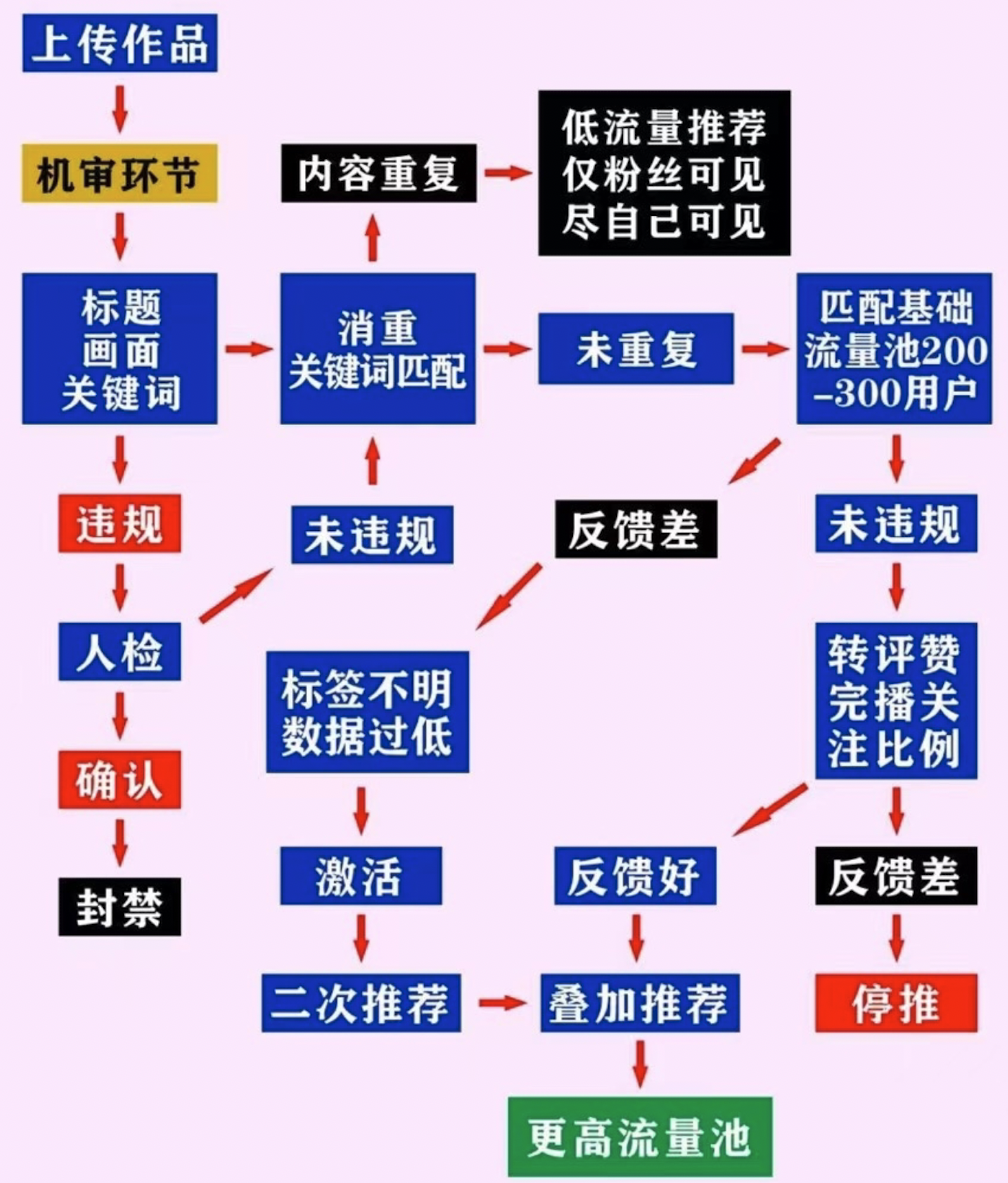 上传作品
机审环节
内容重复
低流量推荐
仅粉丝可见
尽自己可见
标题
画面
关键词
消重
关键词匹配
未重复
匹配基础
流量池200
-300用户
违规
未违规
反馈差
未违规
人检
标签不明
数据过低
转评赞
完播关
注比例
确认
激活
反馈好
反馈差
封禁
二次推荐
叠加推荐
停推
更高流量池